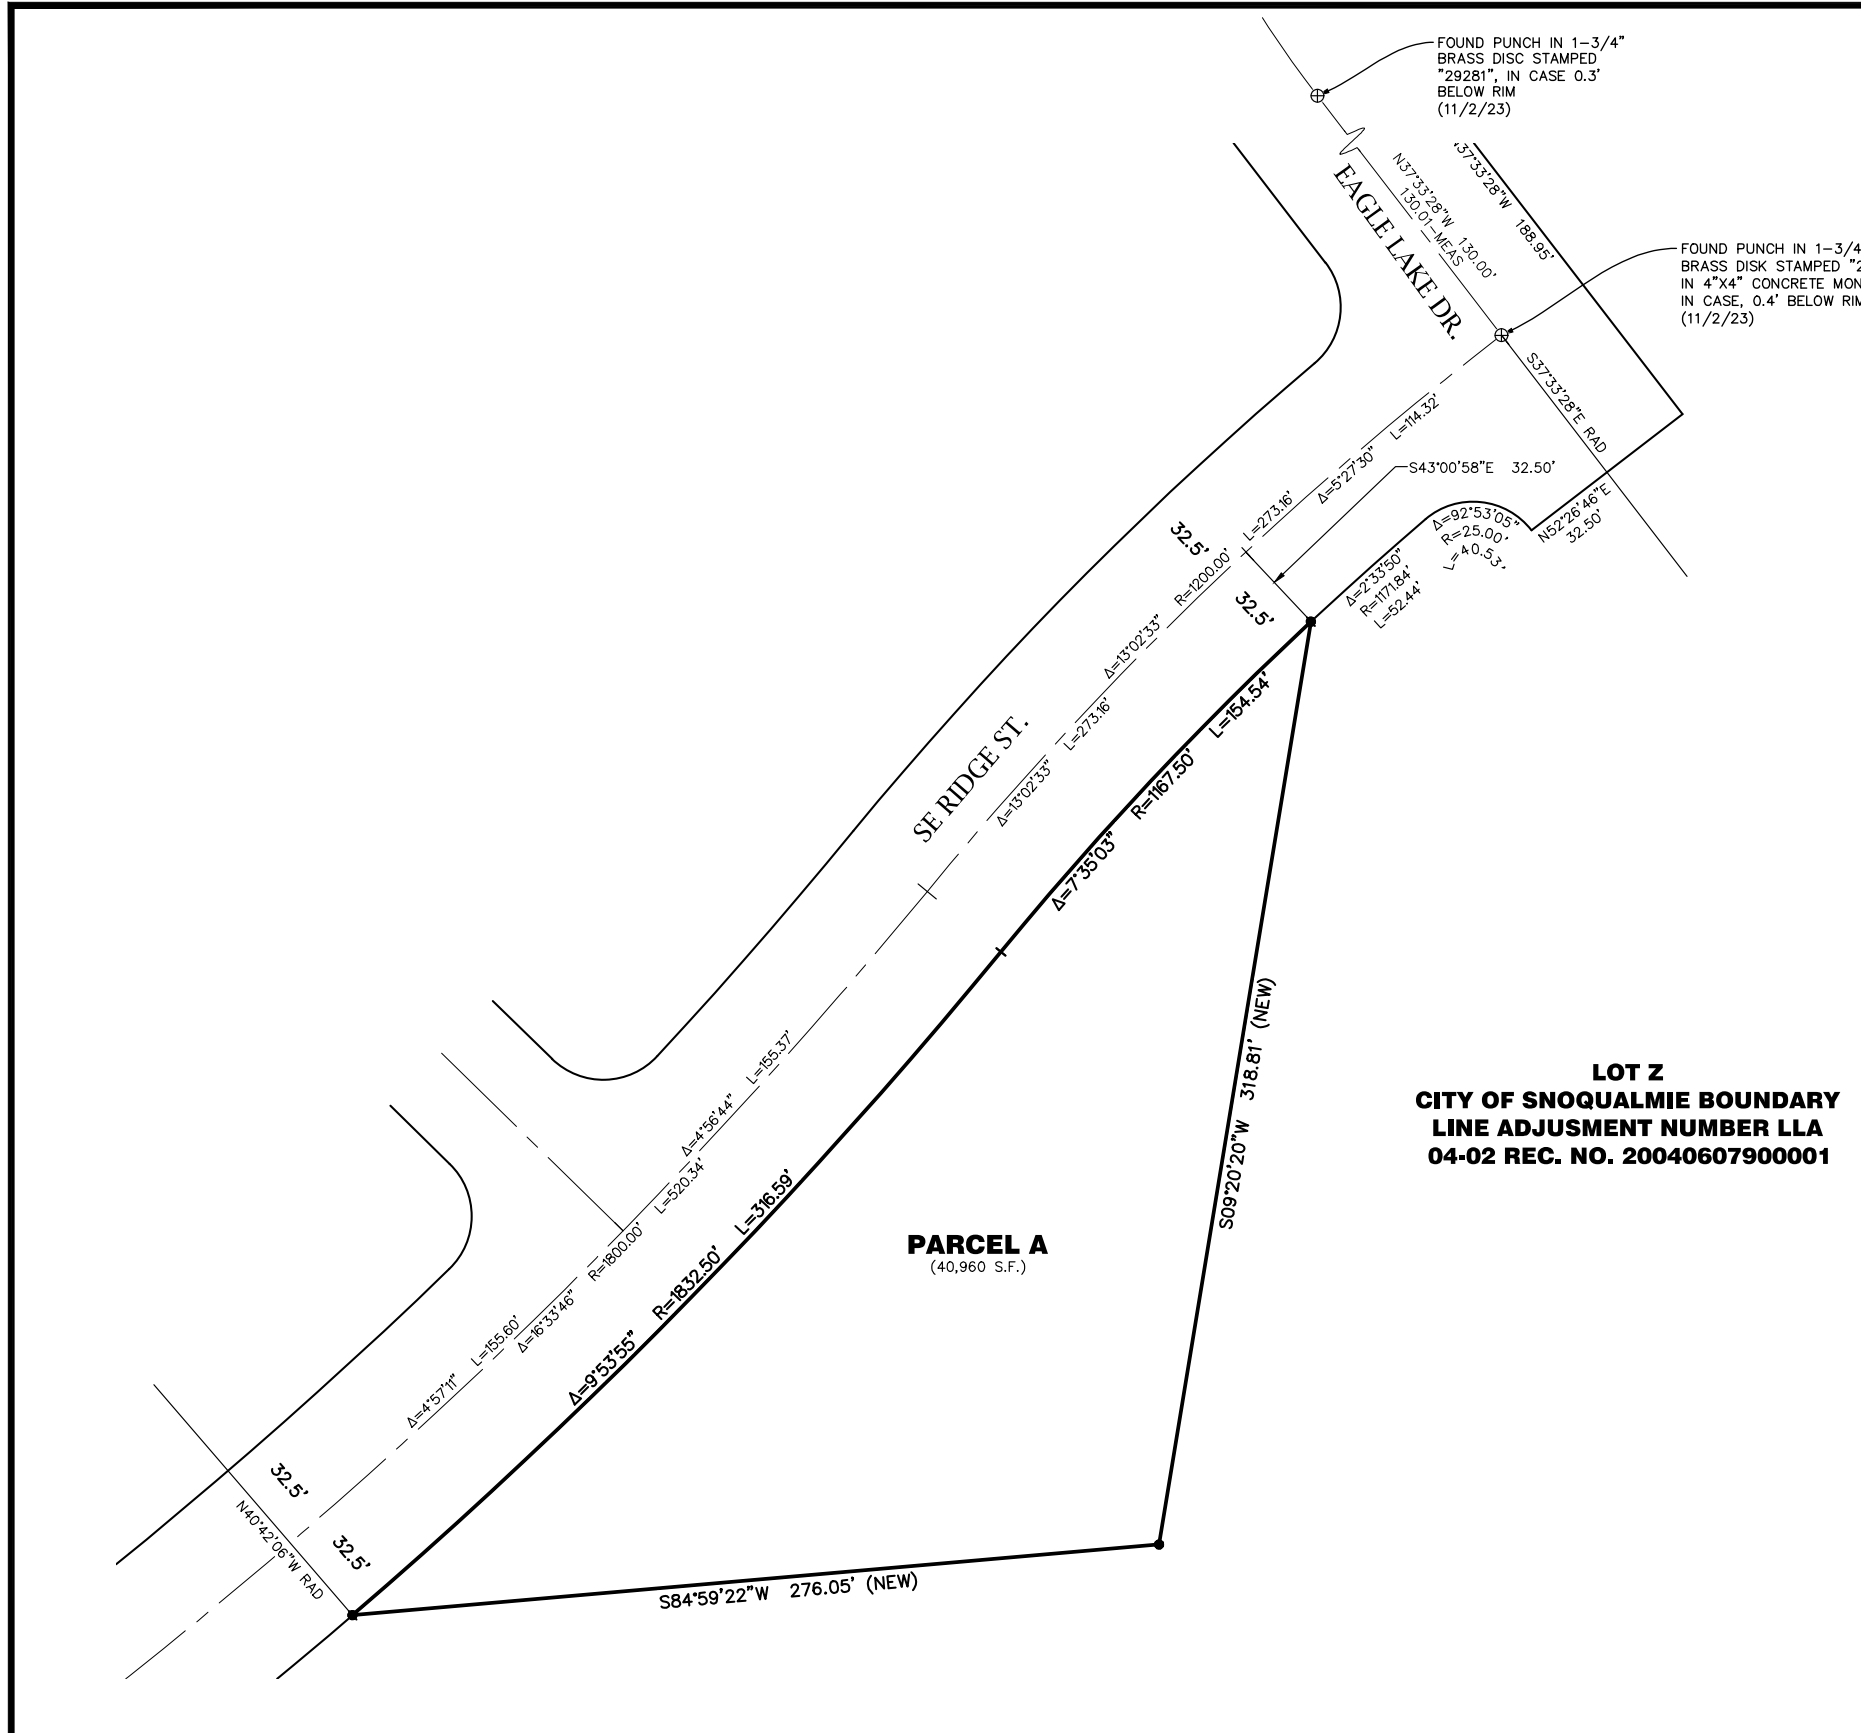 FOUND PUNCH IN 1-3/4"
BRASS DISC STAMPED
"29281", IN CASE 0.3'
BELOW RIM
(11/2/23)
EAGLE LAKE DR.
N37°33'28"W 130.00'
130.01-MEAS
37°33'28"W 188.95'
FOUND PUNCH IN 1-3/4
BRASS DISK STAMPED "2
IN 4"X4" CONCRETE MON
IN CASE, 0.4' BELOW RIM
(11/2/23)
S37°33'28"E RAD
Δ=5°27'30" L=114.32'
S43°00'58"E 32.50'
N52°26'46"E
32.50'
Δ=92°53'05"
R=25.00'
L=40.53'
Δ=2°33'50"
R=1171.84'
L=52.44'
32.5'
32.5'
Δ=13°02'33" R=1200.00' L=273.16'
SE RIDGE ST.
Δ=13°02'33" L=273.16'
Δ=7°35'03" R=1167.50' L=154.54'
S09°20'20"W 318.81' (NEW)
LOT Z
CITY OF SNOQUALMIE BOUNDARY
LINE ADJUSMENT NUMBER LLA
04-02 REC. NO. 20040607900001
Δ=4°56'44" L=155.37'
Δ=16°33'46" R=1800.00' L=520.34'
Δ=9°53'55" R=1832.50' L=316.59'
PARCEL A
(40,960 S.F.)
Δ=4°57'11" L=155.60'
32.5'
32.5'
N40°42'06"W RAD
S84°59'22"W 276.05' (NEW)